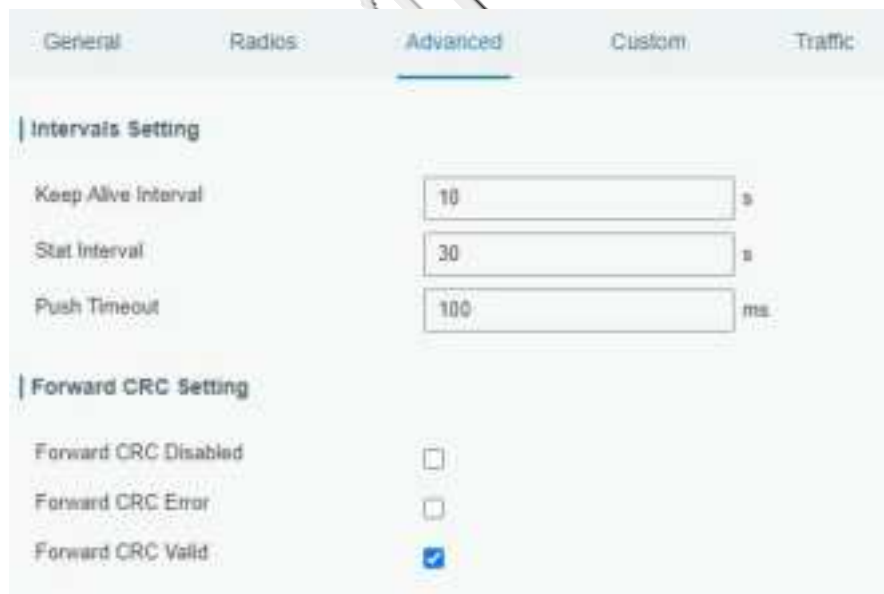 General Radios Advanced Custom Traffic
Intervals Setting
Keep Alive Interval 10 s
Stat Interval 30 s
Push Timeout 100 ms
Forward CRC Setting
Forward CRC Disabled
Forward CRC Error
Forward CRC Valid